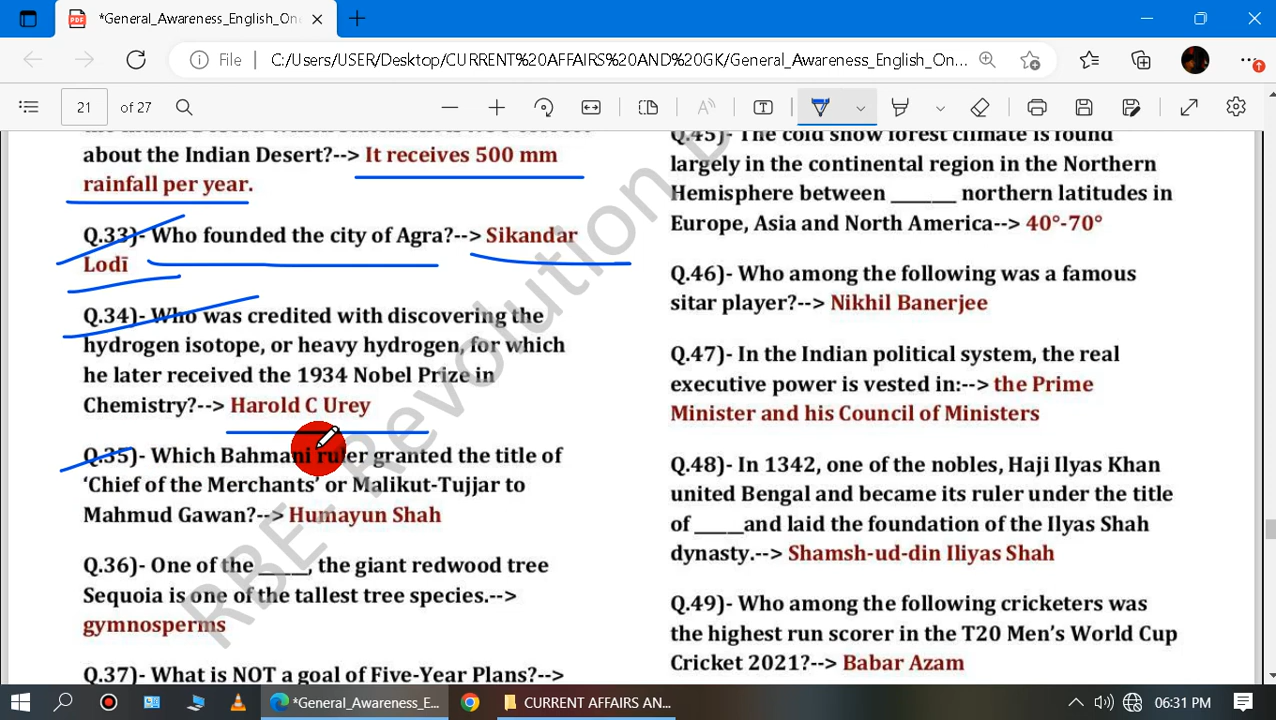 *General_Awareness_English_On
File
C:/Users/USER/Desktop/CURRENT%20AFFAIRS%20AND%20GK/General_Awareness_English_On...
21 of 27
about the Indian Desert?--> It receives 500 mm
rainfall per year.
Q.33)- Who founded the city of Agra?--> Sikandar
Lodī
Q.34)- Who was credited with discovering the
hydrogen isotope, or heavy hydrogen, for which
he later received the 1934 Nobel Prize in
Chemistry?--> Harold C Urey
Q.35)- Which Bahmani ruler granted the title of
‘Chief of the Merchants’ or Malikut-Tujjar to
Mahmud Gawan?--> Humayun Shah
Q.36)- One of the _____, the giant redwood tree
Sequoia is one of the tallest tree species.-->
gymnosperms
Q.37)- What is NOT a goal of Five-Year Plans?-->
Q.45)- The cold snow forest climate is found
largely in the continental region in the Northern
Hemisphere between ______ northern latitudes in
Europe, Asia and North America--> 40°-70°
Q.46)- Who among the following was a famous
sitar player?--> Nikhil Banerjee
Q.47)- In the Indian political system, the real
executive power is vested in:--> the Prime
Minister and his Council of Ministers
Q.48)- In 1342, one of the nobles, Haji Ilyas Khan
united Bengal and became its ruler under the title
of _____and laid the foundation of the Ilyas Shah
dynasty.--> Shamsh-ud-din Iliyas Shah
Q.49)- Who among the following cricketers was
the highest run scorer in the T20 Men’s World Cup
Cricket 2021?--> Babar Azam
RBE- Revolution
*General_Awareness_E...
CURRENT AFFAIRS AN...
06:31 PM